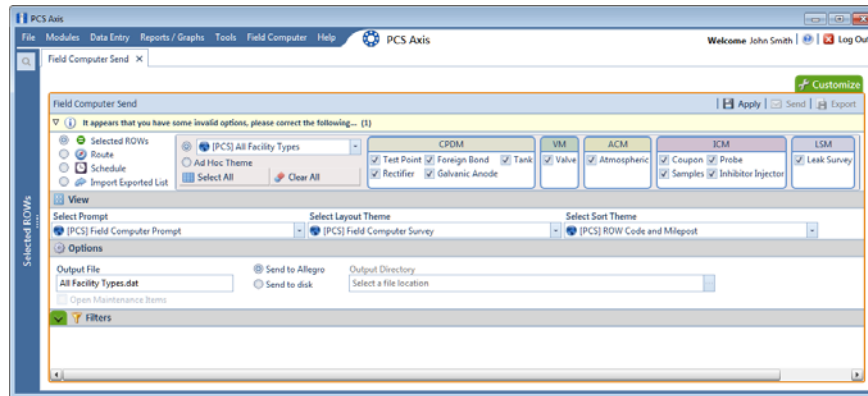 PCS Axis
File Modules Data Entry Reports / Graphs Tools Field Computer Help PCS Axis Welcome John Smith Log Out
Field Computer Send X
Customize
Field Computer Send Apply Send Export
It appears that you have some invalid options, please correct the following... (1)
Selected ROWs
Route
Schedule
Import Exported List
[PCS] All Facility Types
Ad Hoc Theme
Select All Clear All
CPDM
Test Point Foreign Bond Tank
Rectifier Galvanic Anode
VM
Valve
ACM
Atmospheric
ICM
Coupon Probe
Samples Inhibitor Injector
LSM
Leak Survey
Selected ROWs
View
Select Prompt Select Layout Theme Select Sort Theme
[PCS] Field Computer Prompt [PCS] Field Computer Survey [PCS] ROW Code and Milepost
Options
Output File Send to Allegro Output Directory
All Facility Types.dat Send to disk Select a file location
Open Maintenance Items
Filters